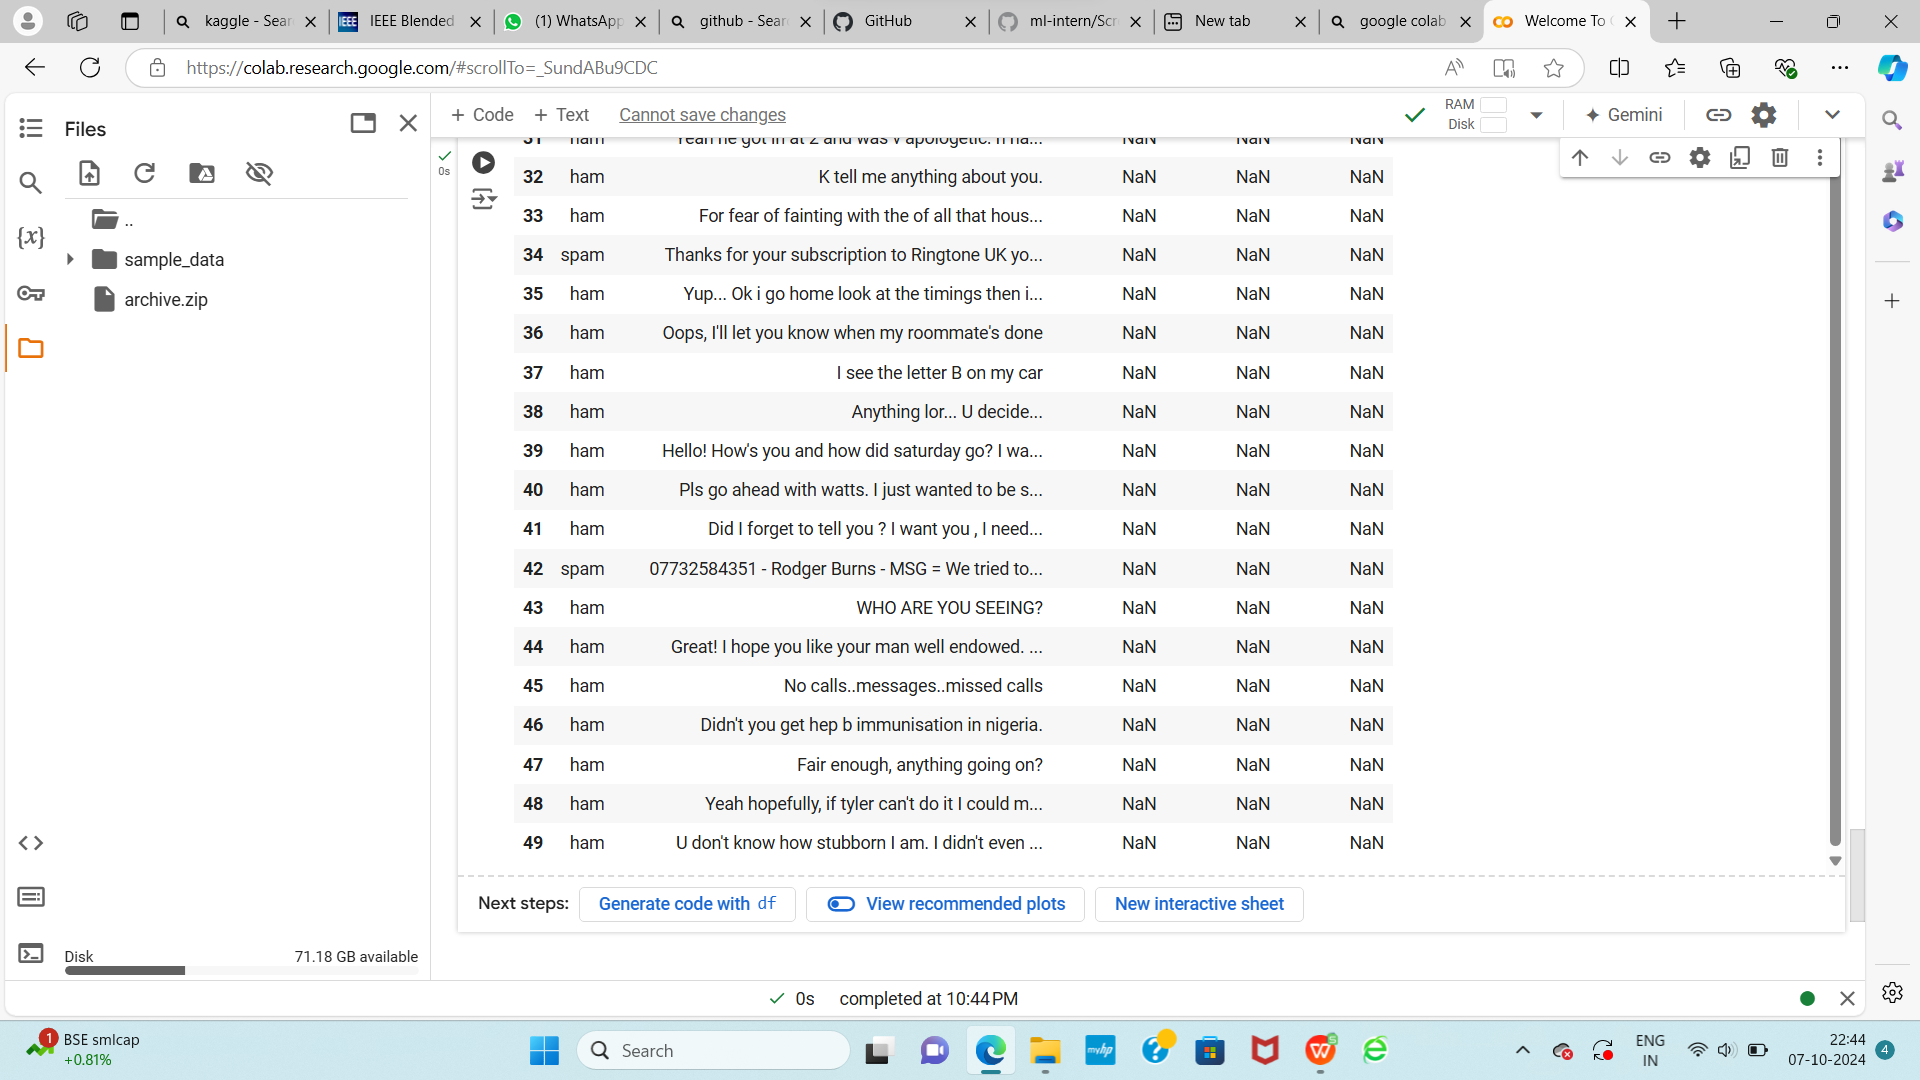 kaggle - Sear
IEEE Blended
(1) WhatsApp
github - Sear
GitHub
ml-intern/Scr
New tab
google colab
Welcome To C
https://colab.research.google.com/#scrollTo=_SundABu9CDC
Files
+ Code + Text Cannot save changes
RAM
Disk
Gemini
..
sample_data
archive.zip
0s
31 ham Yeah he got in at 2 and was v apologetic. n ha... NaN NaN NaN
32 ham K tell me anything about you. NaN NaN NaN
33 ham For fear of fainting with the of all that hous... NaN NaN NaN
34 spam Thanks for your subscription to Ringtone UK yo... NaN NaN NaN
35 ham Yup... Ok i go home look at the timings then i... NaN NaN NaN
36 ham Oops, I'll let you know when my roommate's done NaN NaN NaN
37 ham I see the letter B on my car NaN NaN NaN
38 ham Anything lor... U decide... NaN NaN NaN
39 ham Hello! How's you and how did saturday go? I wa... NaN NaN NaN
40 ham Pls go ahead with watts. I just wanted to be s... NaN NaN NaN
41 ham Did I forget to tell you ? I want you , I need... NaN NaN NaN
42 spam 07732584351 - Rodger Burns - MSG = We tried to... NaN NaN NaN
43 ham WHO ARE YOU SEEING? NaN NaN NaN
44 ham Great! I hope you like your man well endowed. ... NaN NaN NaN
45 ham No calls..messages..missed calls NaN NaN NaN
46 ham Didn't you get hep b immunisation in nigeria. NaN NaN NaN
47 ham Fair enough, anything going on? NaN NaN NaN
48 ham Yeah hopefully, if tyler can't do it I could m... NaN NaN NaN
49 ham U don't know how stubborn I am. I didn't even ... NaN NaN NaN
Next steps: Generate code with df View recommended plots New interactive sheet
Disk 71.18 GB available
0s completed at 10:44 PM
1
BSE smlcap
+0.81%
Search
myhp
ENG
IN
22:44
07-10-2024
4